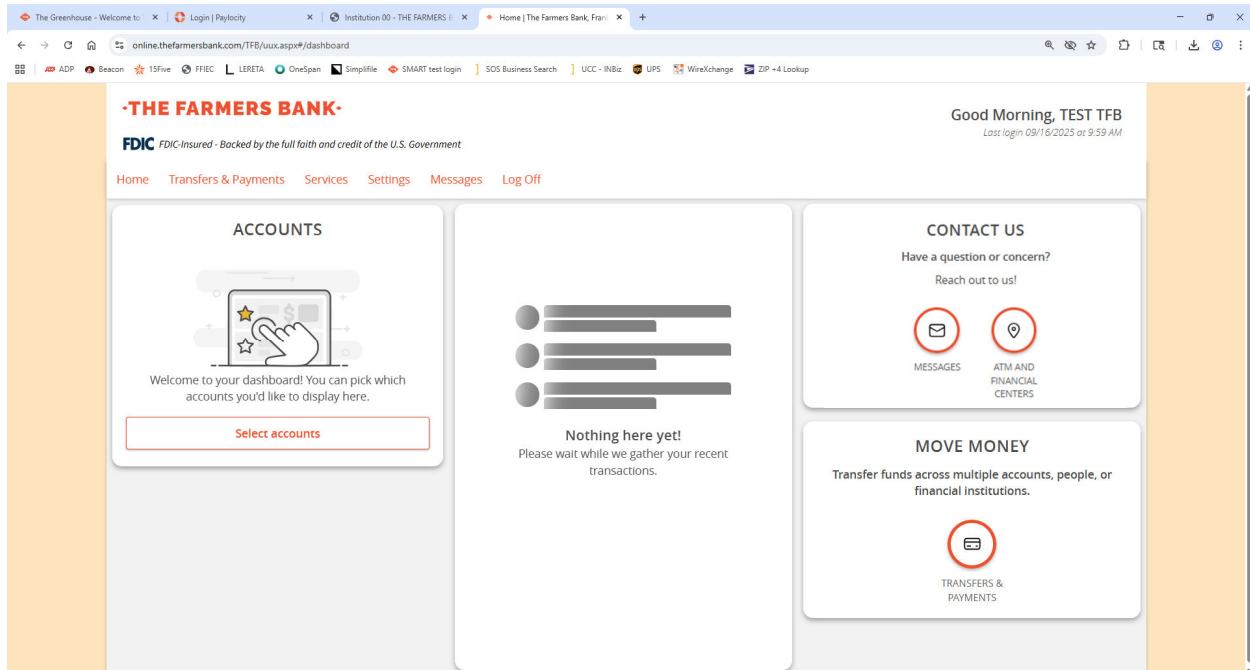 The Greenhouse - Welcome to
Login | Paylocity
Institution 00 - THE FARMERS B
Home | The Farmers Bank, Fran
online.thefarmersbank.com/TFB/uux.aspx#/dashboard
ADP ADP
Beacon
15Five
FFIEC
L LERETA
OneSpan
Simplifile
SMART test login
SOS Business Search
UCC - INBiz
UPS
WireXchange
ZIP +4 Lookup
·THE FARMERS BANK·
Good Morning, TEST TFB
Last login 09/16/2025 at 9:59 AM
FDIC FDIC-Insured - Backed by the full faith and credit of the U.S. Government
Home Transfers & Payments Services Settings Messages Log Off
ACCOUNTS
$
Welcome to your dashboard! You can pick which
accounts you'd like to display here.
Select accounts
Nothing here yet!
Please wait while we gather your recent
transactions.
CONTACT US
Have a question or concern?
Reach out to us!
MESSAGES
ATM AND
FINANCIAL
CENTERS
MOVE MONEY
Transfer funds across multiple accounts, people, or
financial institutions.
TRANSFERS &
PAYMENTS